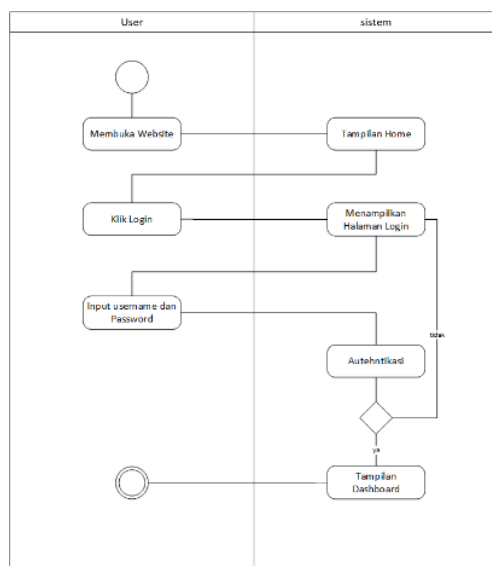 User
sistem
Membuka Website
Tampilan Home
Klik Login
Menampilkan
Halaman Login
Input username dan
Password
tidak
Autehntikasi
ya
Tampilan
Dashboard